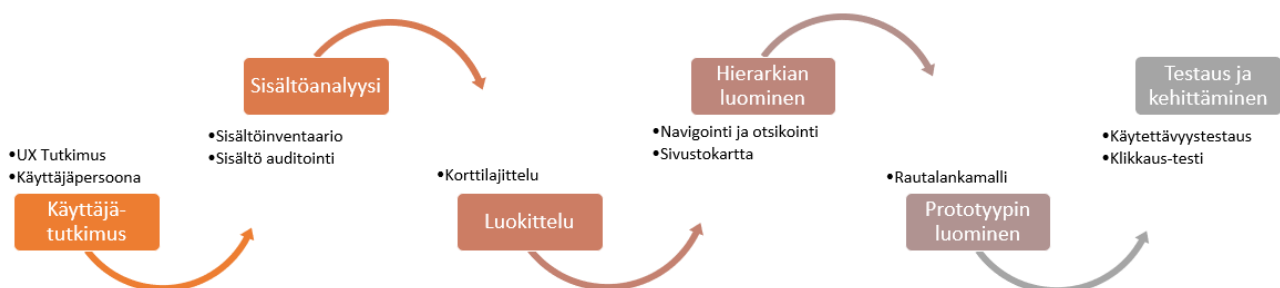 •UX Tutkimus
•Käyttäjäpersoona
Käyttäjä-
tutkimus
Sisältöanalyysi
•Sisältöinventaario
•Sisältö auditointi
•Korttilajittelu
Luokittelu
Hierarkian
luominen
•Navigointi ja otsikointi
•Sivustokartta
•Rautalankamalli
Prototyypin
luominen
Testaus ja
kehittäminen
•Käytettävyystestaus
•Klikkaus-testi